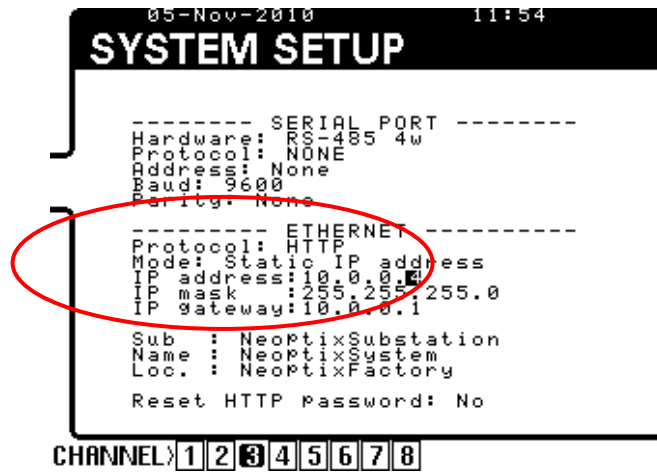 05-Nov-2010 11:54
SYSTEM SETUP
-------- SERIAL PORT --------
Hardware: RS-485 4w
Protocol: NONE
Address: None
Baud: 9600
Parity: None
--------- ETHERNET ----------
Protocol: HTTP
Mode: Static IP address
IP address:10.0.0.4
IP mask :255.255.255.0
IP gateway:10.0.0.1
Sub : NeoptixSubstation
Name : NeoptixSystem
Loc. : NeoptixFactory
Reset HTTP password: No
CHANNEL> 1 2 3 4 5 6 7 8